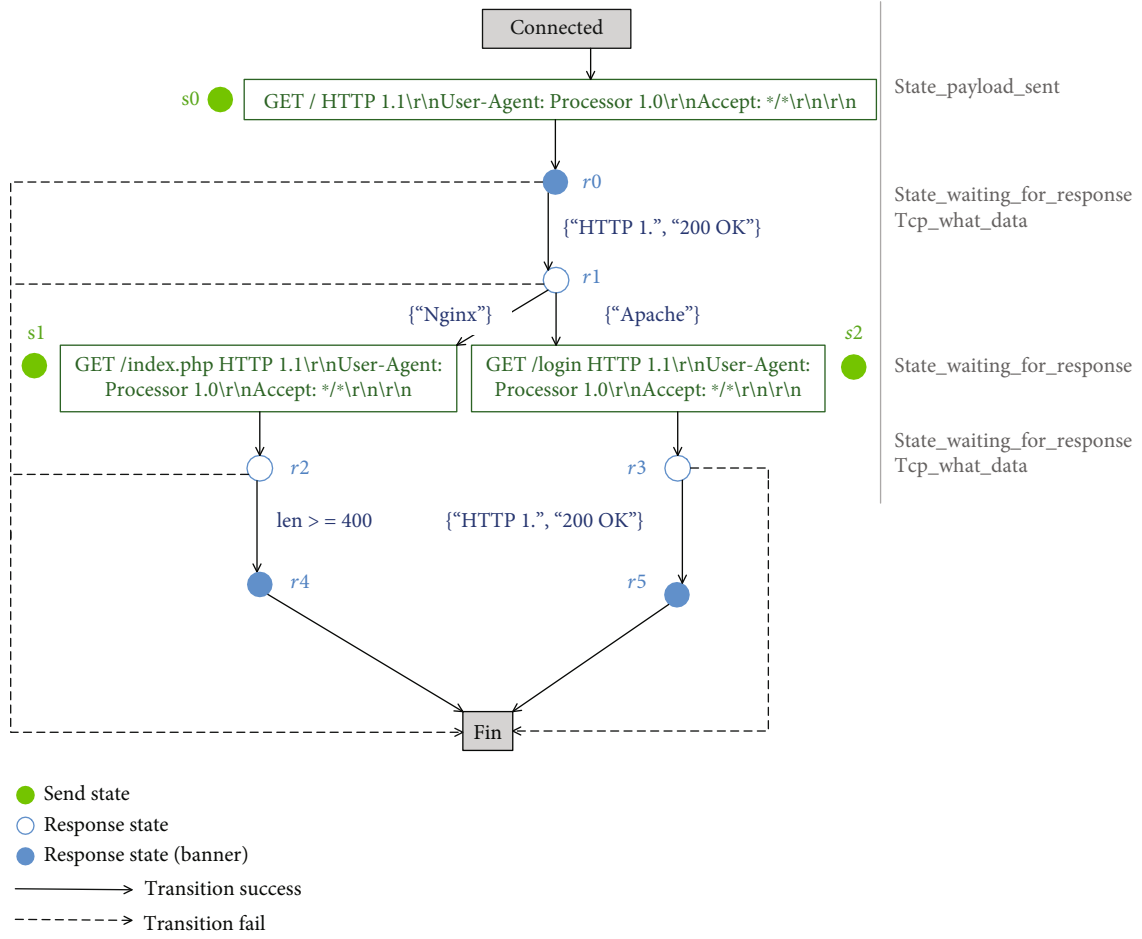 Connected
s0
GET / HTTP 1.1\r\nUser-Agent: Processor 1.0\r\nAccept: */*\r\n\r\n
State_payload_sent
r0
State_waiting_for_response
Tcp_what_data
{“HTTP 1.”, “200 OK”}
r1
{“Nginx”}
{“Apache”}
s1
s2
GET /index.php HTTP 1.1\r\nUser-Agent:
Processor 1.0\r\nAccept: */*\r\n\r\n
GET /login HTTP 1.1\r\nUser-Agent:
Processor 1.0\r\nAccept: */*\r\n\r\n
State_waiting_for_response
State_waiting_for_response
Tcp_what_data
r2
r3
len > = 400
{“HTTP 1.”, “200 OK”}
r4
r5
Fin
Send state
Response state
Response state (banner)
Transition success
Transition fail